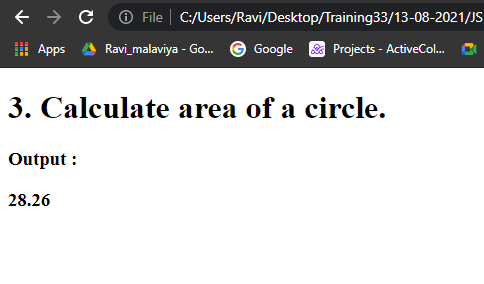 File | C:/Users/Ravi/Desktop/Training33/13-08-2021/JS
Apps Ravi_malaviya - Go... Google Projects - ActiveCol...
3. Calculate area of a circle.
Output :
28.26